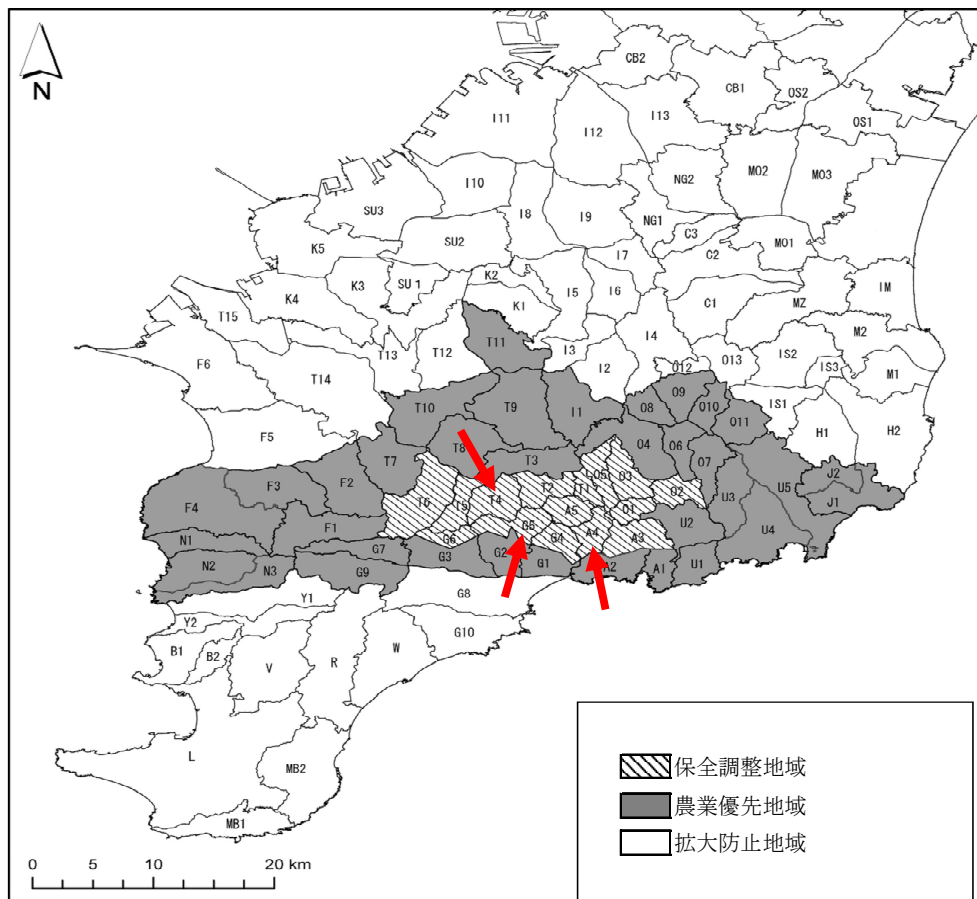 CB2
CB1
OS2
OS1
I11
I12
I13
NG2
MO2
MO3
I10
SU3
I8
I9
NG1
C3
C2
MO1
K5
SU2
I7
K4
K3
SU1
K2
K1
I5
I6
C1
MZ
IM
T15
T13
T12
T11
I3
I2
I4
O12
O13
IS2
IS3
M2
M1
F6
T14
T10
T9
I1
O8
O9
O10
O11
IS1
H1
H2
F5
T8
T3
O4
O6
O7
T7
F2
F3
F4
T6
T5
T4
T2
T1
O5
O3
O2
O1
U3
U5
J2
J1
A5
A4
A3
U2
U4
F1
G6
G5
G4
N1
G7
G3
G2
G1
A2
A1
U1
N2
N3
G9
G8
Y1
Y2
B1
B2
V
R
W
G10
L
MB2
MB1
N
0 5 10 20 km
保全調整地域
農業優先地域
拡大防止地域